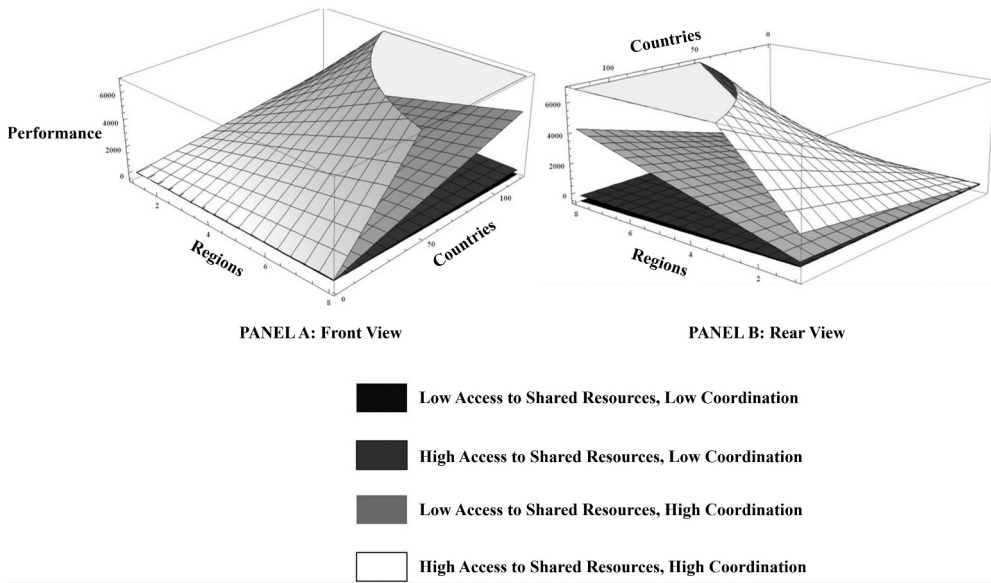 Performance
6000
4000
2000
0
2
4
6
8
Regions
0
50
100
Countries
PANEL A: Front View
Countries
100
50
0
6000
4000
2000
0
8
6
4
2
Regions
PANEL B: Rear View
Low Access to Shared Resources, Low Coordination
High Access to Shared Resources, Low Coordination
Low Access to Shared Resources, High Coordination
High Access to Shared Resources, High Coordination